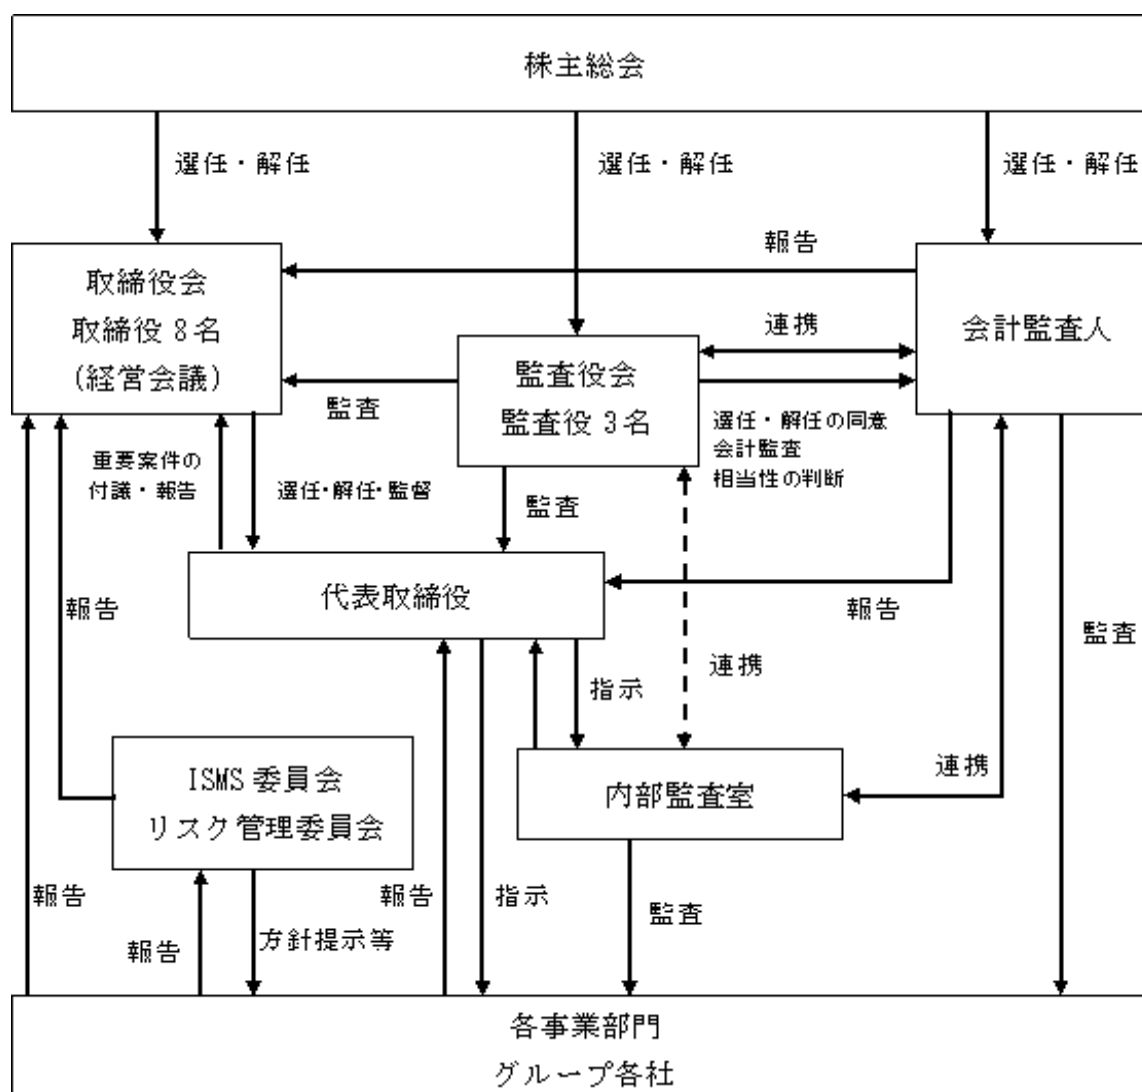 株主総会
選任・解任
選任・解任
選任・解任
報告
取締役会
取締役8名
(経営会議)
会計監査人
連携
監査役会
監査役3名
監査
選任・解任の同意
会計監査
相当性の判断
重要案件の
付議・報告
選任・解任・監督
監査
代表取締役
報告
報告
監査
連携
指示
ISMS委員会
リスク管理委員会
内部監査室
連携
報告
報告
指示
監査
報告
方針提示等
各事業部門
グループ各社